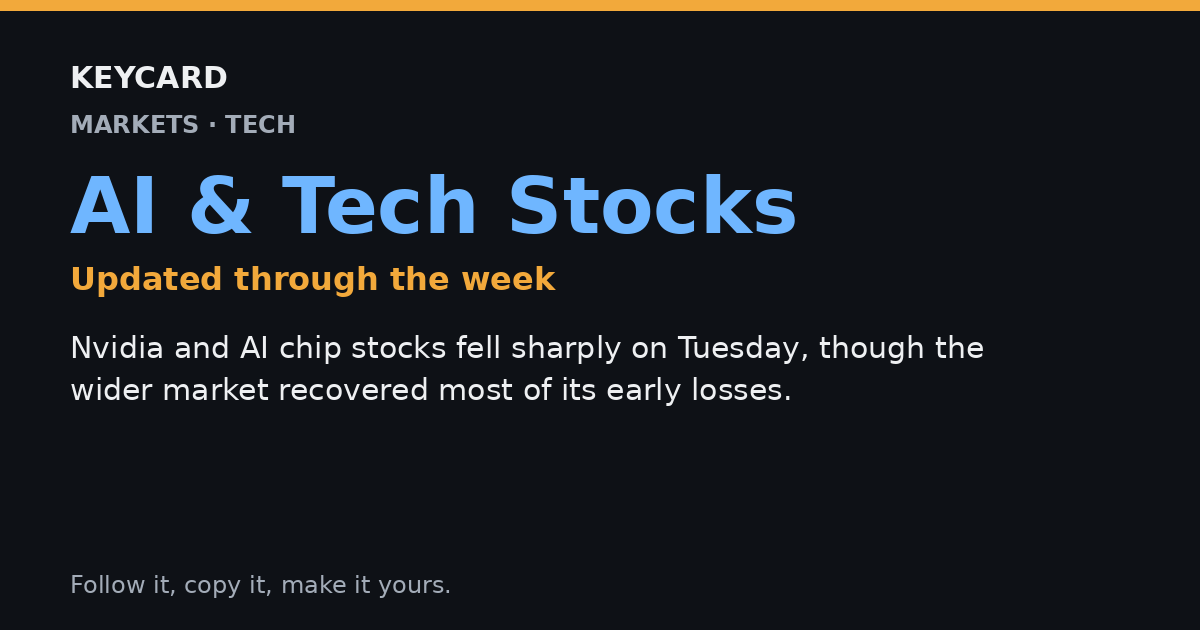 KEYCARD
MARKETS · TECH
AI & Tech Stocks
Updated through the week
Nvidia and AI chip stocks fell sharply on Tuesday, though the
wider market recovered most of its early losses.
Follow it, copy it, make it yours.